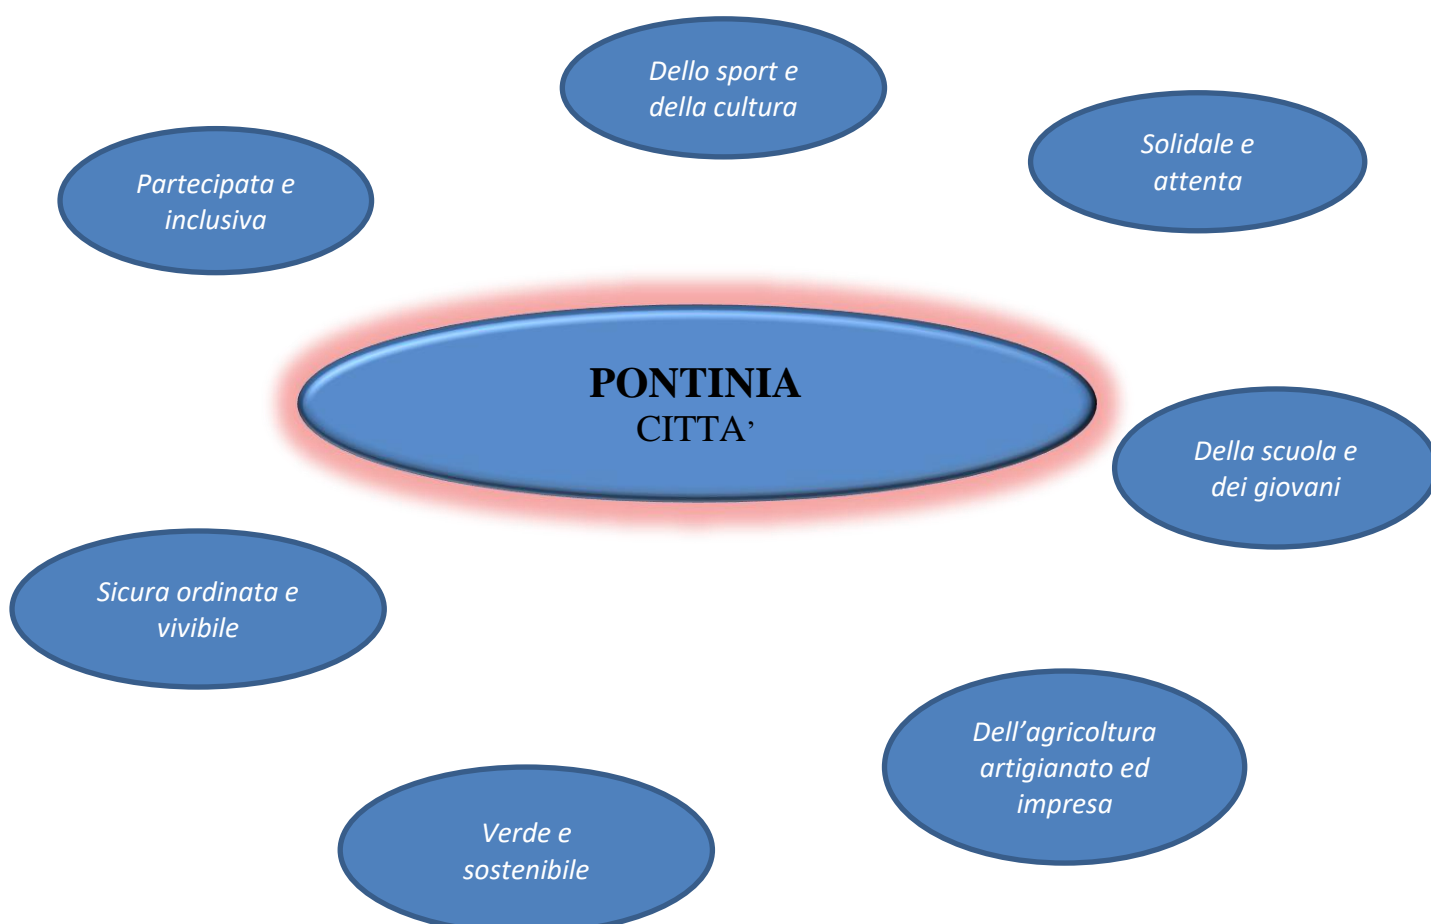 Dello sport e
della cultura
Solidale e
attenta
Partecipata e
inclusiva
PONTINIA
CITTA’
Della scuola e
dei giovani
Sicura ordinata e
vivibile
Dell’agricoltura
artigianato ed
impresa
Verde e
sostenibile